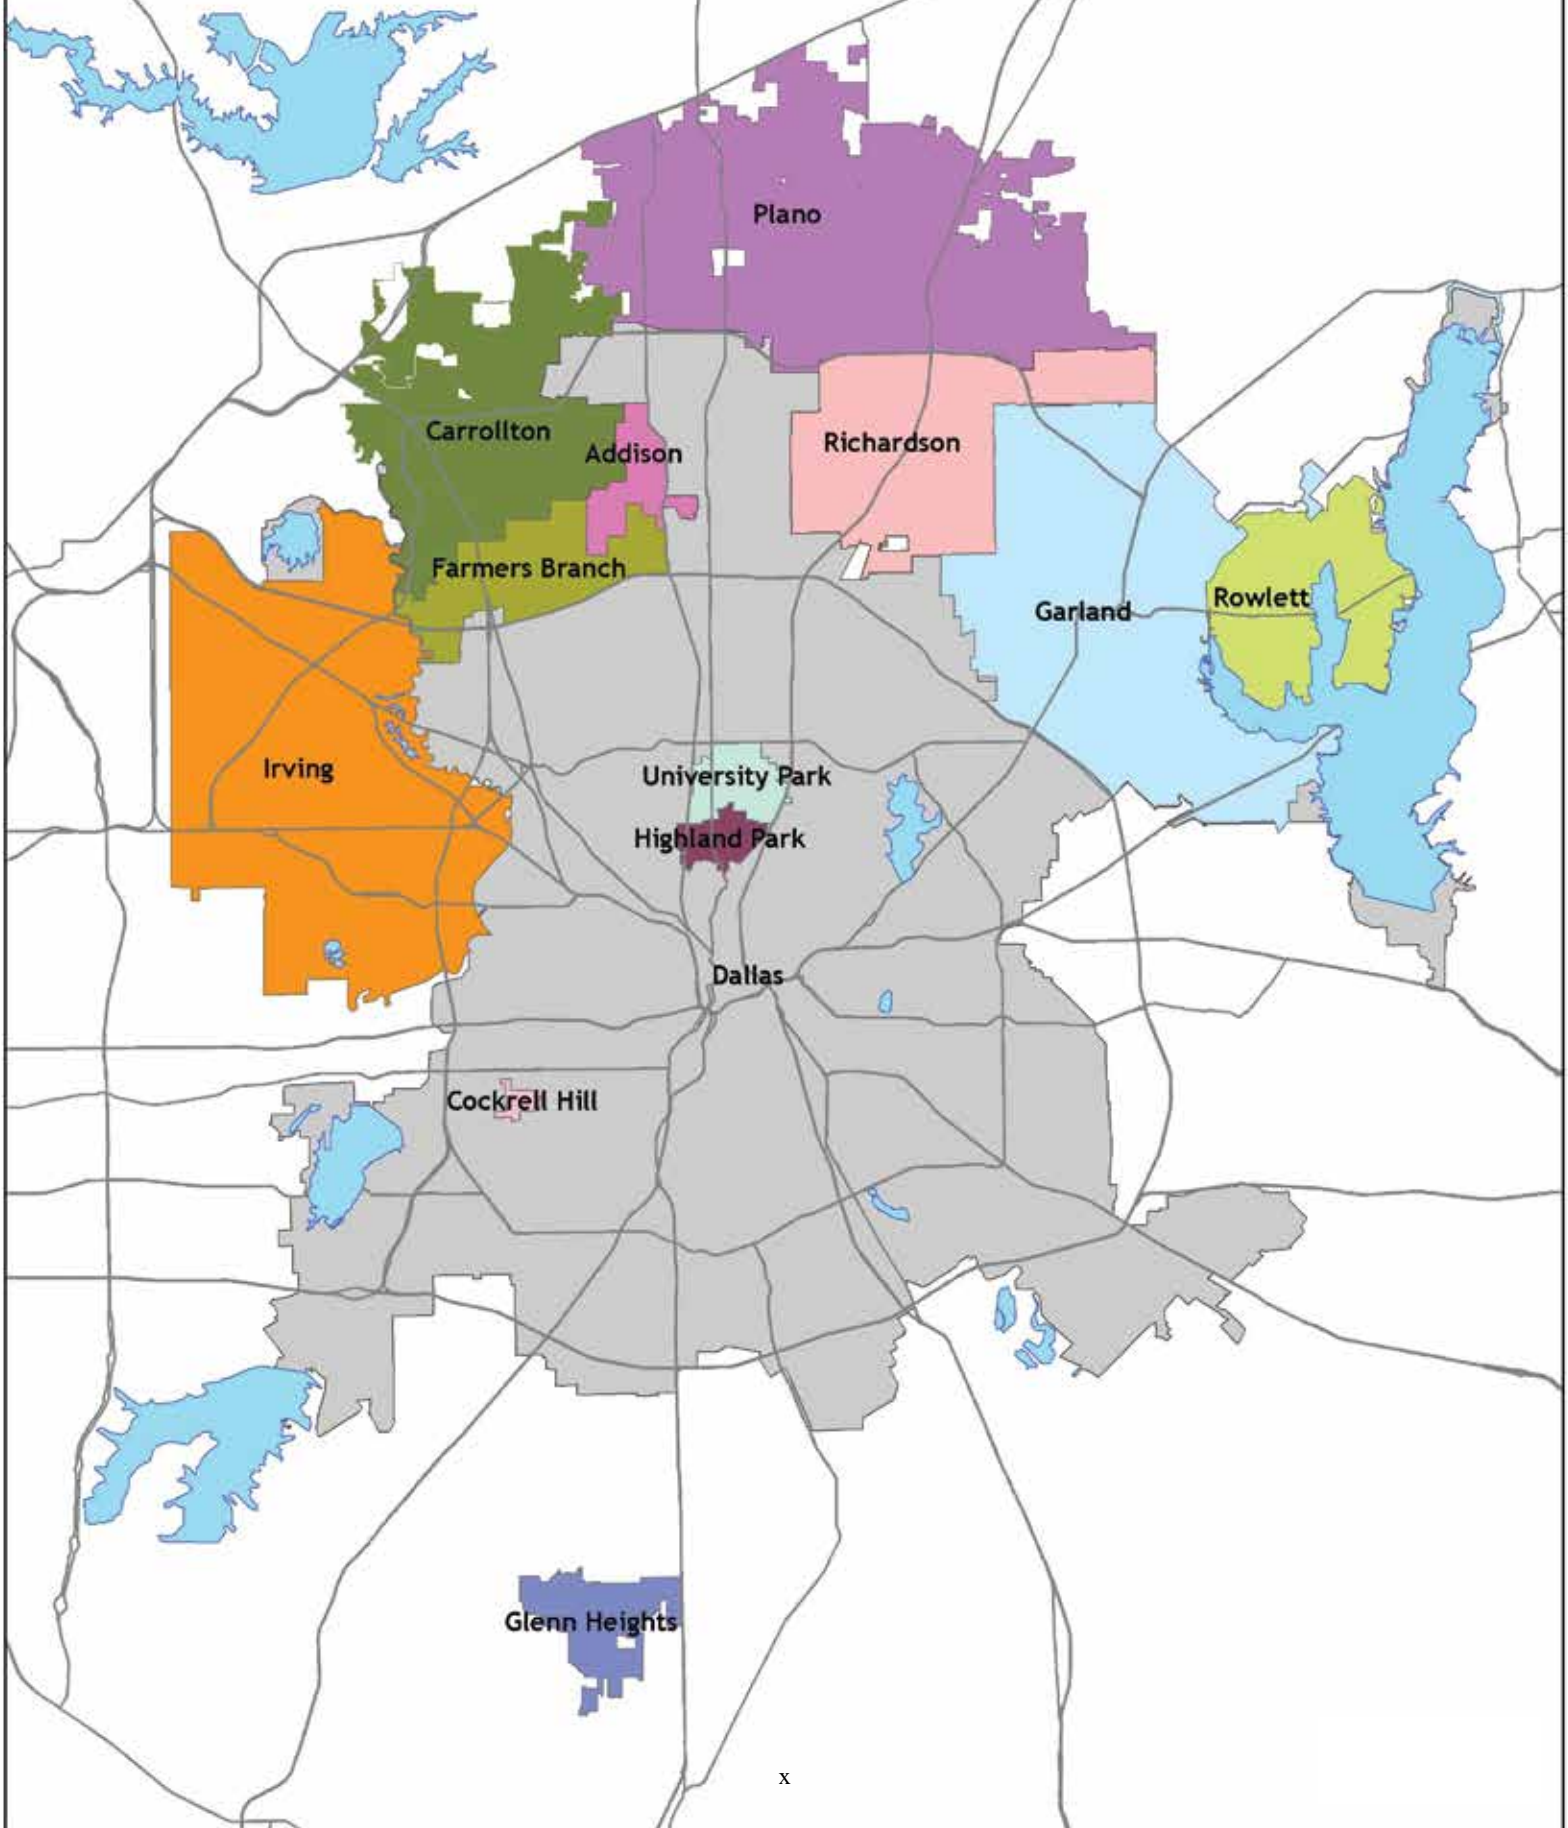 Plano
Carrollton
Addison
Richardson
Farmers Branch
Garland
Rowlett
Irving
University Park
Highland Park
Dallas
Cockrell Hill
Glenn Heights
x